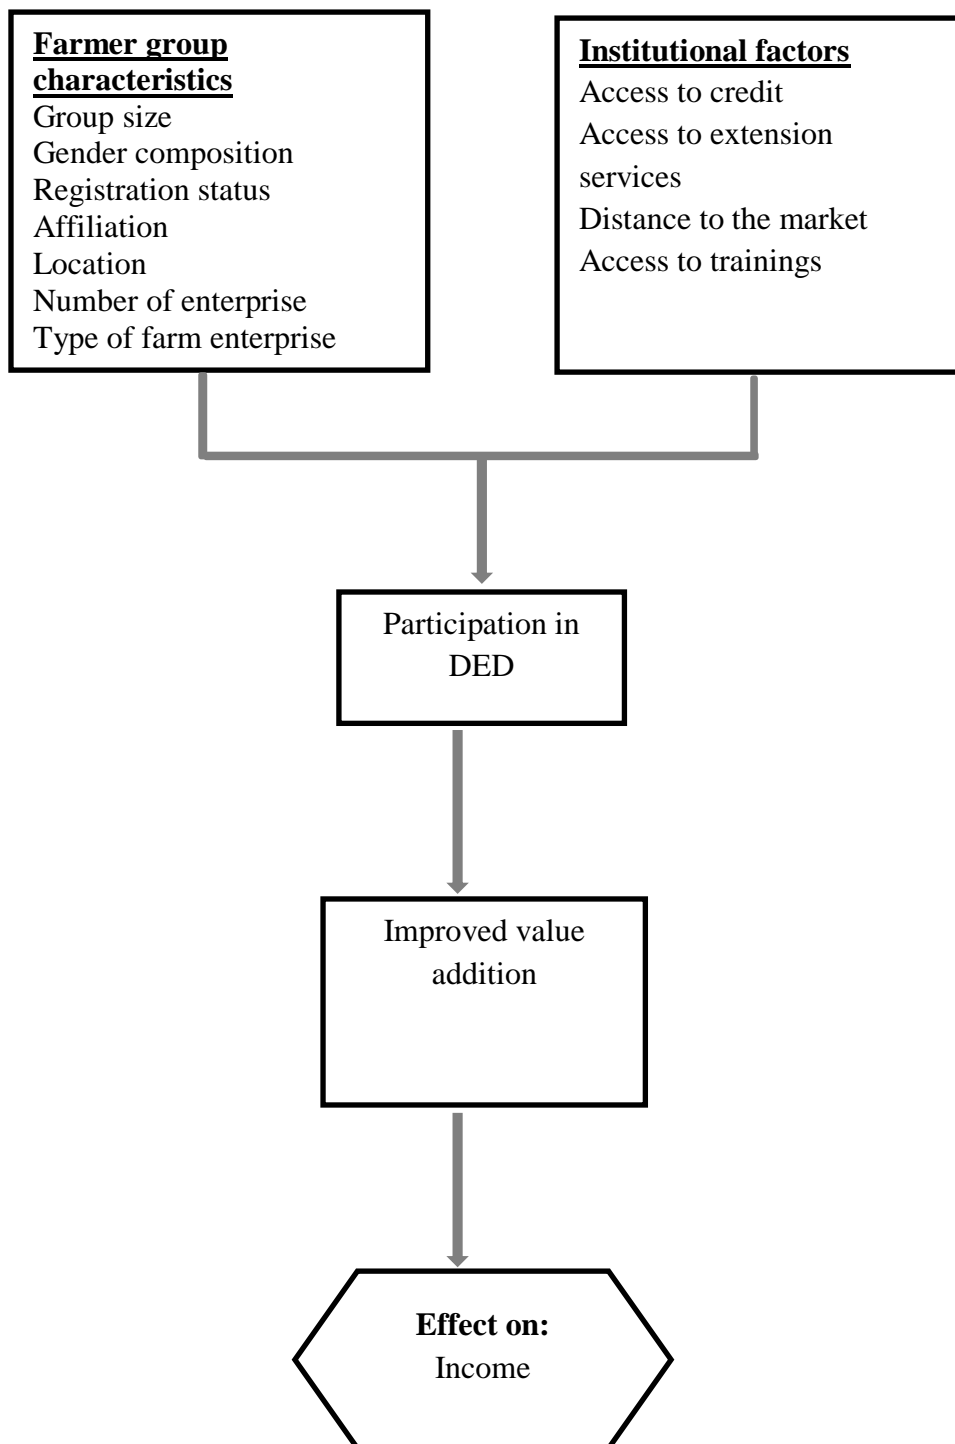 Farmer group
characteristics
Group size
Gender composition
Registration status
Affiliation
Location
Number of enterprise
Type of farm enterprise
Institutional factors
Access to credit
Access to extension
services
Distance to the market
Access to trainings
Participation in
DED
Improved value
addition
Effect on:
Income